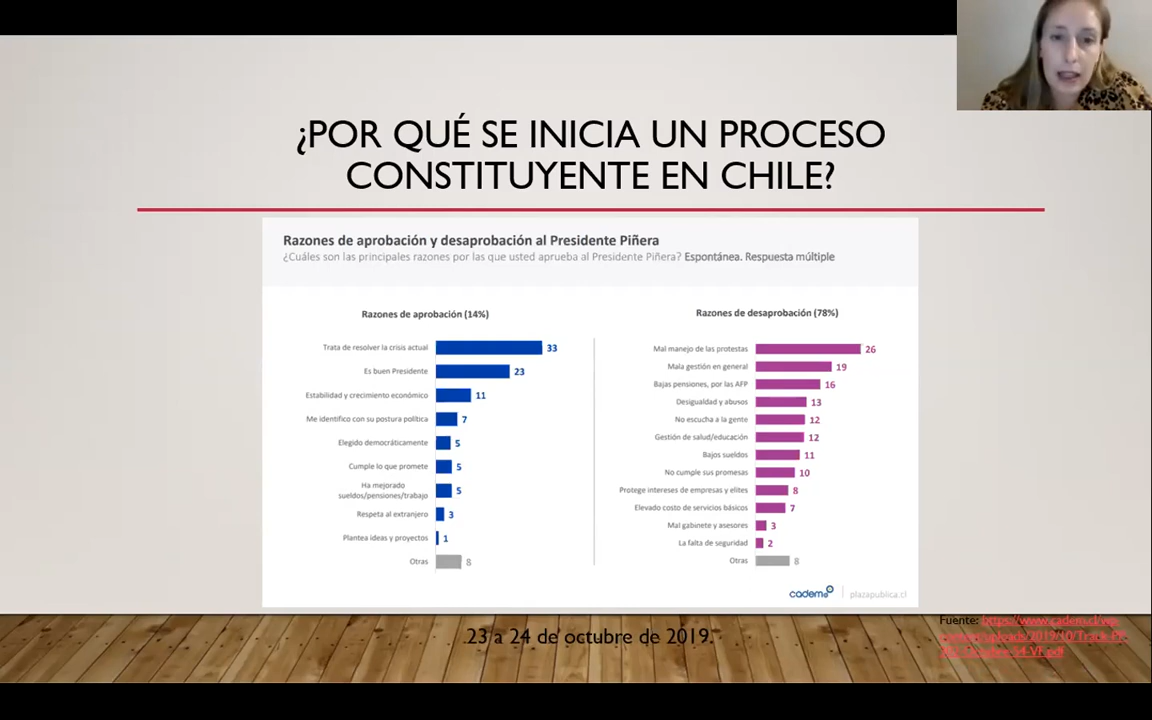 ¿POR QUÉ SE INICIA UN PROCESO
CONSTITUYENTE EN CHILE?
Razones de aprobación y desaprobación al Presidente Piñera
¿Cuáles son las principales razones por las que usted aprueba al Presidente Piñera? Espontánea. Respuesta múltiple
Razones de aprobación (14%)
Trata de resolver la crisis actual 33
Es buen Presidente 23
Estabilidad y crecimiento económico 11
Me identifico con su postura política 7
Elegido democráticamente 5
Cumple lo que promete 5
Ha mejorado
sueldos/pensiones/trabajo 5
Respeta al extranjero 3
Plantea ideas y proyectos 1
Otras 8
Razones de desaprobación (78%)
Mal manejo de las protestas 26
Mala gestión en general 19
Bajas pensiones, por las AFP 16
Desigualdad y abusos 13
No escucha a la gente 12
Gestión de salud/educación 12
Bajos sueldos 11
No cumple sus promesas 10
Protege intereses de empresas y elites 8
Elevado costo de servicios básicos 7
Mal gabinete y asesores 3
La falta de seguridad 2
Otras 8
cadem
plazapublica.cl
23 a 24 de octubre de 2019.
Fuente: https://www.cadem.cl/wp-
content/uploads/2019/10/Track-PP-